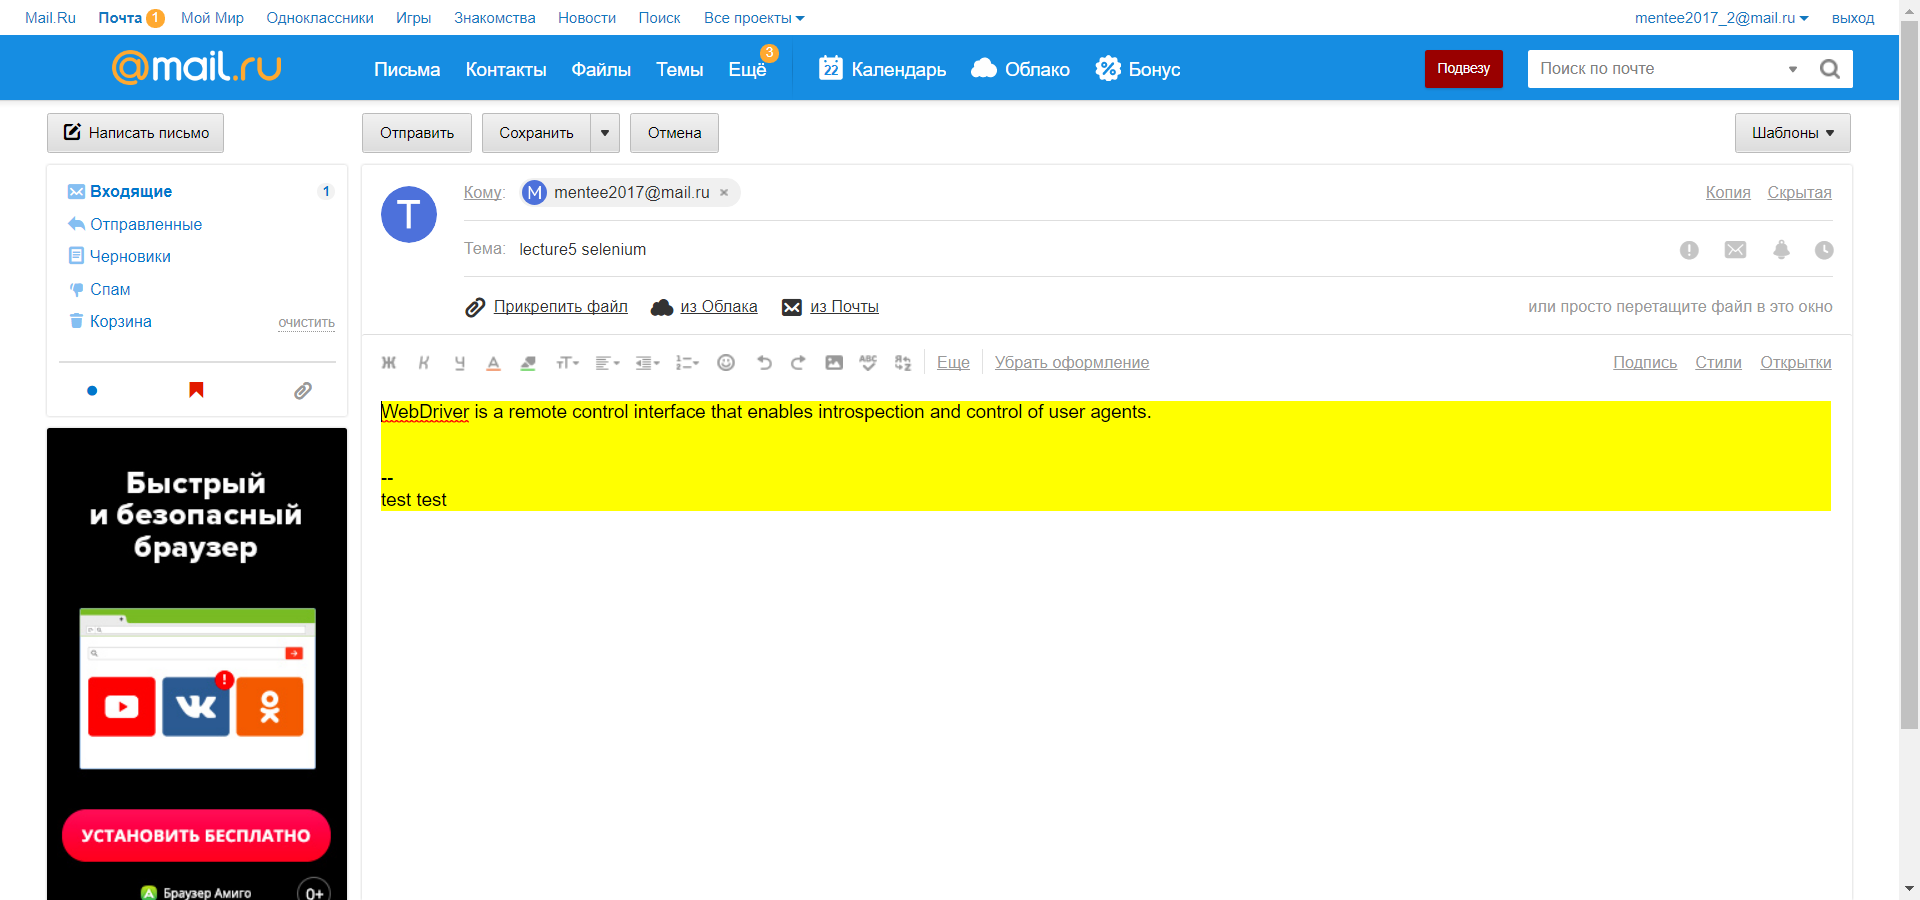 Mail.Ru Почта 1 Мой Мир Одноклассники Игры Знакомства Новости Поиск Все проекты mentee2017_2@mail.ru выход
@mail.ru Письма Контакты Файлы Темы Ещё 3 22 Календарь Облако Бонус Подвезу Поиск по почте
Написать письмо Отправить Сохранить Отмена Шаблоны
Входящие 1
Отправленные
Черновики
Спам
Корзина очистить
T
Кому: M mentee2017@mail.ru × Копия Скрытая
Тема: lecture5 selenium
Прикрепить файл из Облака из Почты или просто перетащите файл в это окно
Ж К Ч А тТ ABC Еще Убрать оформление Подпись Стили Открытки
WebDriver is a remote control interface that enables introspection and control of user agents.
--
test test
Быстрый
и безопасный
браузер
УСТАНОВИТЬ БЕСПЛАТНО
Браузер Амиго 0+